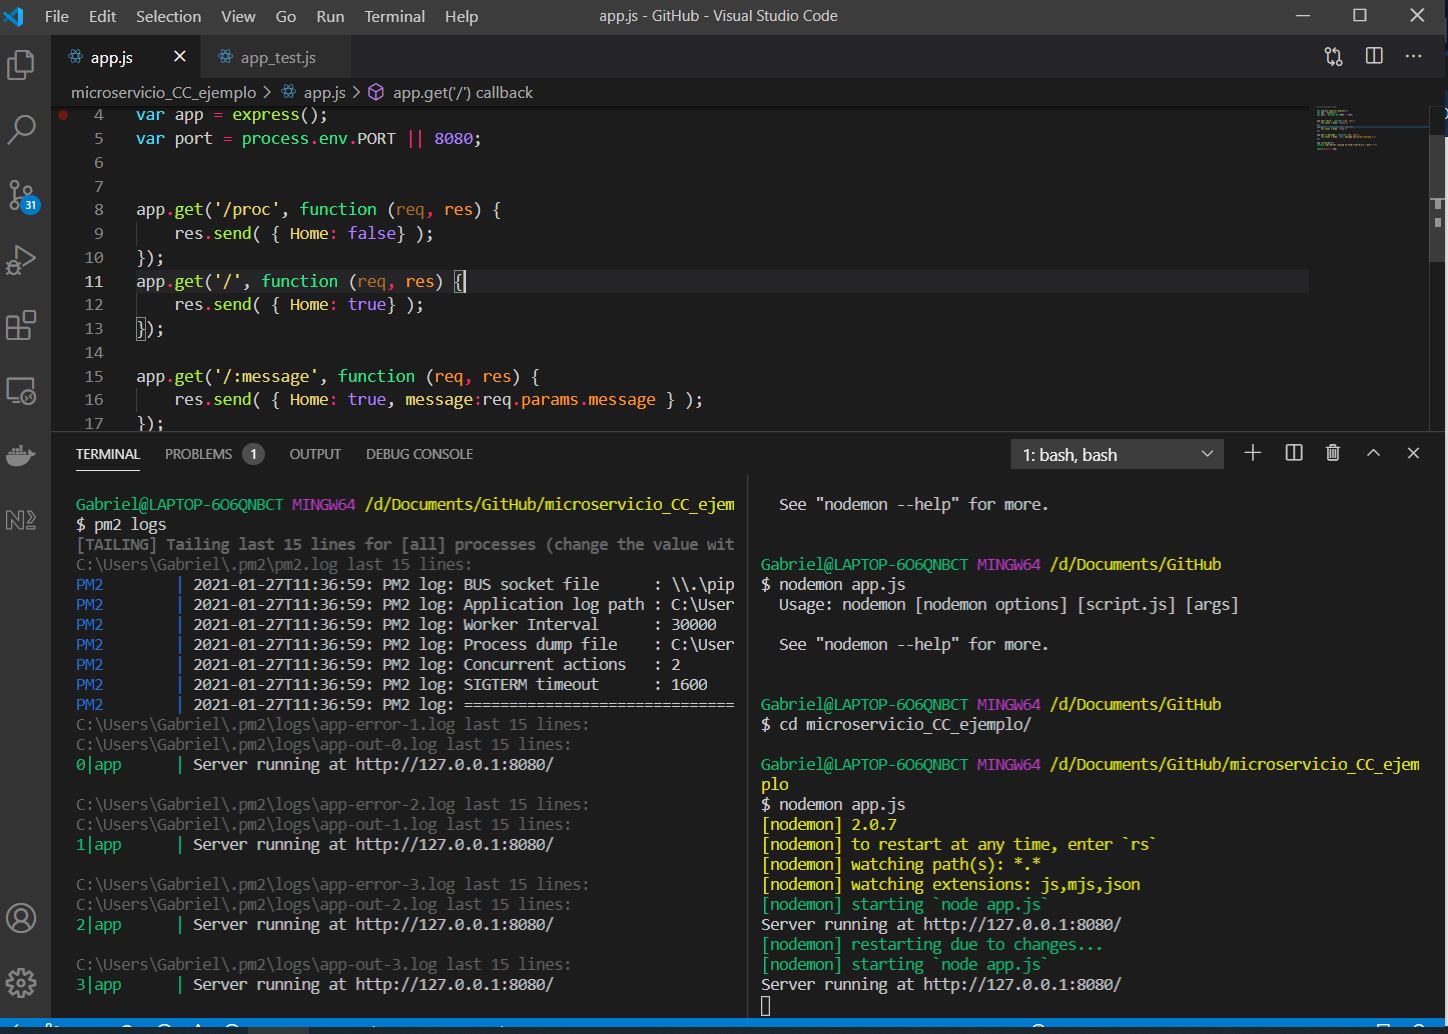 File Edit Selection View Go Run Terminal Help app.js - GitHub - Visual Studio Code
app.js app_test.js
microservicio_CC_ejemplo > app.js > app.get('/') callback
4 var app = express();
5 var port = process.env.PORT || 8080;
6
7
8 app.get('/proc', function (req, res) {
9 res.send( { Home: false} );
10 });
11 app.get('/', function (req, res) {
12 res.send( { Home: true} );
13 });
14
15 app.get('/:message', function (req, res) {
16 res.send( { Home: true, message:req.params.message } );
17 });
31
TERMINAL PROBLEMS 1 OUTPUT DEBUG CONSOLE 1: bash, bash
Gabriel@LAPTOP-6O6QNBCT MINGW64 /d/Documents/GitHub/microservicio_CC_ejem
$ pm2 logs
[TAILING] Tailing last 15 lines for [all] processes (change the value wit
C:\Users\Gabriel\.pm2\pm2.log last 15 lines:
PM2 | 2021-01-27T11:36:59: PM2 log: BUS socket file : \\.\pip
PM2 | 2021-01-27T11:36:59: PM2 log: Application log path : C:\User
PM2 | 2021-01-27T11:36:59: PM2 log: Worker Interval : 30000
PM2 | 2021-01-27T11:36:59: PM2 log: Process dump file : C:\User
PM2 | 2021-01-27T11:36:59: PM2 log: Concurrent actions : 2
PM2 | 2021-01-27T11:36:59: PM2 log: SIGTERM timeout : 1600
PM2 | 2021-01-27T11:36:59: PM2 log: ==============================
C:\Users\Gabriel\.pm2\logs\app-error-1.log last 15 lines:
C:\Users\Gabriel\.pm2\logs\app-out-0.log last 15 lines:
0|app | Server running at http://127.0.0.1:8080/
C:\Users\Gabriel\.pm2\logs\app-error-2.log last 15 lines:
C:\Users\Gabriel\.pm2\logs\app-out-1.log last 15 lines:
1|app | Server running at http://127.0.0.1:8080/
C:\Users\Gabriel\.pm2\logs\app-error-3.log last 15 lines:
C:\Users\Gabriel\.pm2\logs\app-out-2.log last 15 lines:
2|app | Server running at http://127.0.0.1:8080/
C:\Users\Gabriel\.pm2\logs\app-out-3.log last 15 lines:
3|app | Server running at http://127.0.0.1:8080/
See "nodemon --help" for more.
Gabriel@LAPTOP-6O6QNBCT MINGW64 /d/Documents/GitHub
$ nodemon app.js
Usage: nodemon [nodemon options] [script.js] [args]
See "nodemon --help" for more.
Gabriel@LAPTOP-6O6QNBCT MINGW64 /d/Documents/GitHub
$ cd microservicio_CC_ejemplo/
Gabriel@LAPTOP-6O6QNBCT MINGW64 /d/Documents/GitHub/microservicio_CC_ejem
plo
$ nodemon app.js
[nodemon] 2.0.7
[nodemon] to restart at any time, enter `rs`
[nodemon] watching path(s): *.*
[nodemon] watching extensions: js,mjs,json
[nodemon] starting `node app.js`
Server running at http://127.0.0.1:8080/
[nodemon] restarting due to changes...
[nodemon] starting `node app.js`
Server running at http://127.0.0.1:8080/